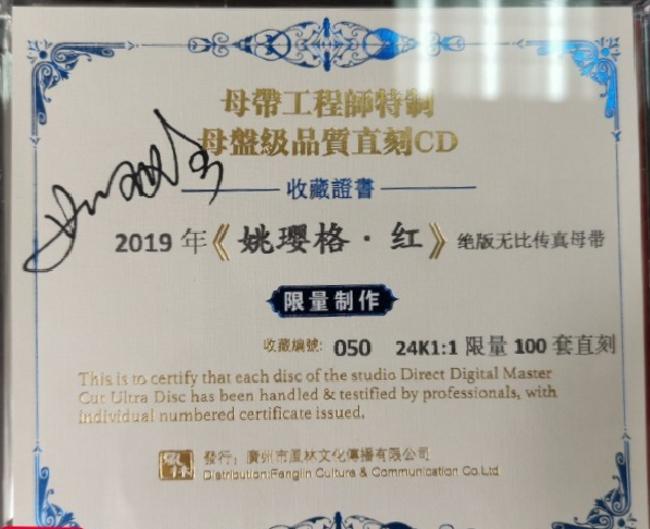 母帶工程師特制
母盤級品質直刻CD
收藏證書
2019 年《姚璎格·红》绝版无比传真母带
限量制作
收藏编號: 050 24K1:1 限量 100 套直刻
This is to certify that each disc of the studio Direct Digital Master
Cut Ultra Disc has been handled & testified by professionals, with
individual numbered certificate issued.
發行：廣州市風林文化傳播有限公司
Distribution:Fenglin Culture & Communication Co.Ltd